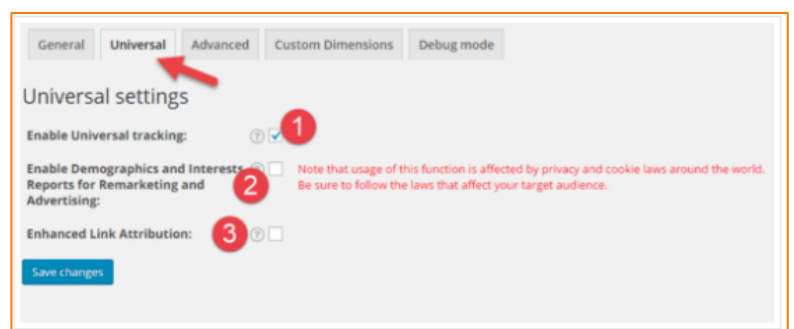 General Universal Advanced Custom Dimensions Debug mode
Universal settings
Enable Universal tracking: ? 1
Enable Demographics and Interests ? Note that usage of this function is affected by privacy and cookie laws around the world.
Reports for Remarketing and 2 Be sure to follow the laws that affect your target audience.
Advertising:
Enhanced Link Attribution: 3 ?
Save changes